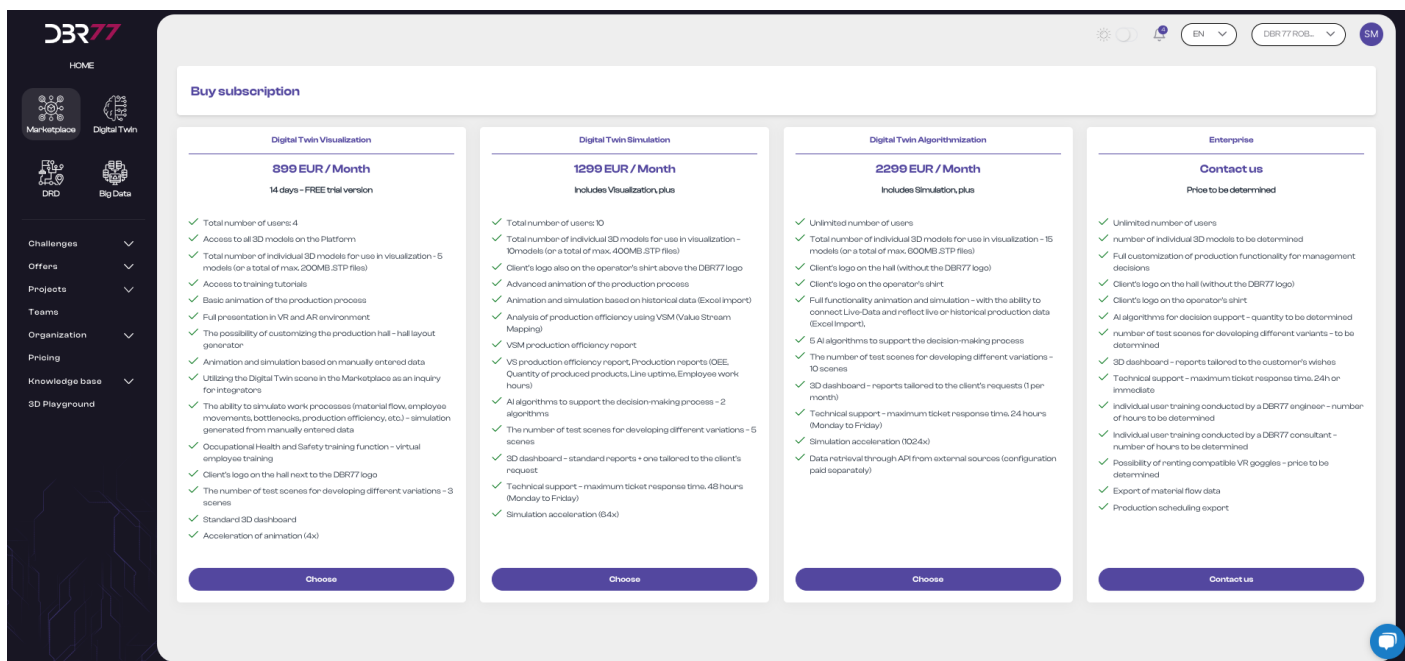 DBR77
HOME
Marketplace
Digital Twin
DRD
Big Data
Challenges
Offers
Projects
Teams
Organization
Pricing
Knowledge base
3D Playground
4
EN
DBR 77 ROB...
SM
Buy subscription
Digital Twin Visualization
899 EUR / Month
14 days - FREE trial version
Total number of users: 4
Access to all 3D models on the Platform
Total number of individual 3D models for use in visualization - 5
models (or a total of max. 200MB .STP files)
Access to training tutorials
Basic animation of the production process
Full presentation in VR and AR environment
The possibility of customizing the production hall - hall layout
generator
Animation and simulation based on manually entered data
Utilizing the Digital Twin scene in the Marketplace as an inquiry
for integrators
The ability to simulate work processes (material flow, employee
movements, bottlenecks, production efficiency, etc.) - simulation
generated from manually entered data
Occupational Health and Safety training function - virtual
employee training
Client's logo on the hall next to the DBR77 logo
The number of test scenes for developing different variations - 3
scenes
Standard 3D dashboard
Acceleration of animation (4x)
Choose
Digital Twin Simulation
1299 EUR / Month
Includes Visualization, plus
Total number of users: 10
Total number of individual 3D models for use in visualization -
10models (or a total of max. 400MB .STP files)
Client's logo also on the operator's shirt above the DBR77 logo
Advanced animation of the production process
Animation and simulation based on historical data (Excel import)
Analysis of production efficiency using VSM (Value Stream
Mapping)
VSM production efficiency report
VS production efficiency report, Production reports (OEE,
Quantity of produced products, Line uptime, Employee work
hours)
AI algorithms to support the decision-making process - 2
algorithms
The number of test scenes for developing different variations - 5
scenes
3D dashboard - standard reports + one tailored to the client's
request
Technical support - maximum ticket response time. 48 hours
(Monday to Friday)
Simulation acceleration (64x)
Choose
Digital Twin Algorithmization
2299 EUR / Month
Includes Simulation, plus
Unlimited number of users
Total number of individual 3D models for use in visualization - 15
models (or a total of max. 600MB .STP files)
Client's logo on the hall (without the DBR77 logo)
Client's logo on the operator's shirt
Full functionality animation and simulation - with the ability to
connect Live-Data and reflect live or historical production data
(Excel Import),
5 AI algorithms to support the decision-making process
The number of test scenes for developing different variations -
10 scenes
3D dashboard - reports tailored to the client's requests (1 per
month)
Technical support - maximum ticket response time. 24 hours
(Monday to Friday)
Simulation acceleration (1024x)
Data retrieval through API from external sources (configuration
paid separately)
Choose
Enterprise
Contact us
Price to be determined
Unlimited number of users
number of individual 3D models to be determined
Full customization of production functionality for management
decisions
Client's logo on the hall (without the DBR77 logo)
Client's logo on the operator's shirt
AI algorithms for decision support - quantity to be determined
number of test scenes for developing different variants - to be
determined
3D dashboard - reports tailored to the customer's wishes
Technical support - maximum ticket response time. 24h or
immediate
individual user training conducted by a DBR77 engineer - number
of hours to be determined
Individual user training conducted by a DBR77 consultant -
number of hours to be determined
Possibility of renting compatible VR goggles - price to be
determined
Export of material flow data
Production scheduling export
Contact us